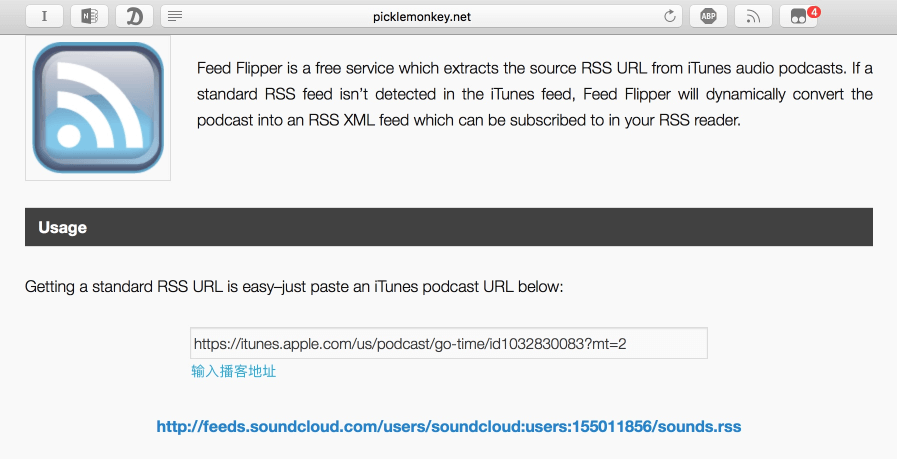 picklemonkey.net
ABP
4
Feed Flipper is a free service which extracts the source RSS URL from iTunes audio podcasts. If a
standard RSS feed isn’t detected in the iTunes feed, Feed Flipper will dynamically convert the
podcast into an RSS XML feed which can be subscribed to in your RSS reader.
Usage
Getting a standard RSS URL is easy–just paste an iTunes podcast URL below:
https://itunes.apple.com/us/podcast/go-time/id1032830083?mt=2
输入播客地址
http://feeds.soundcloud.com/users/soundcloud:users:155011856/sounds.rss